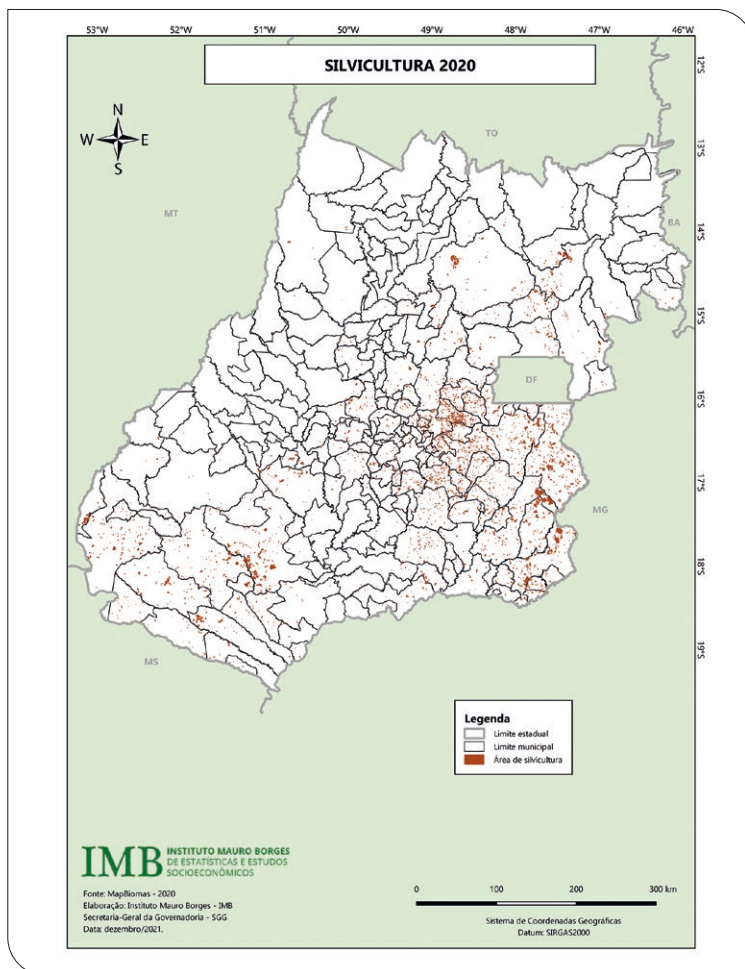 53°W 52°W 51°W 50°W 49°W 48°W 47°W 46°W
SILVICULTURA 2020
12°S
N
W E
S
TO
13°S
MT
BA
14°S
15°S
DF
16°S
17°S
MG
18°S
MS
19°S
Legenda
Limite estadual
Limite municipal
Área de silvicultura
IMB
INSTITUTO MAURO BORGES
DE ESTATÍSTICAS E ESTUDOS
SOCIOECONÔMICOS
Fonte: MapBiomas - 2020
Elaboração: Instituto Mauro Borges - IMB
Secretaria-Geral da Governadoria - SGG
Data: dezembro/2021.
0 100 200 300 km
Sistema de Coordenadas Geográficas
Datum: SIRGAS2000